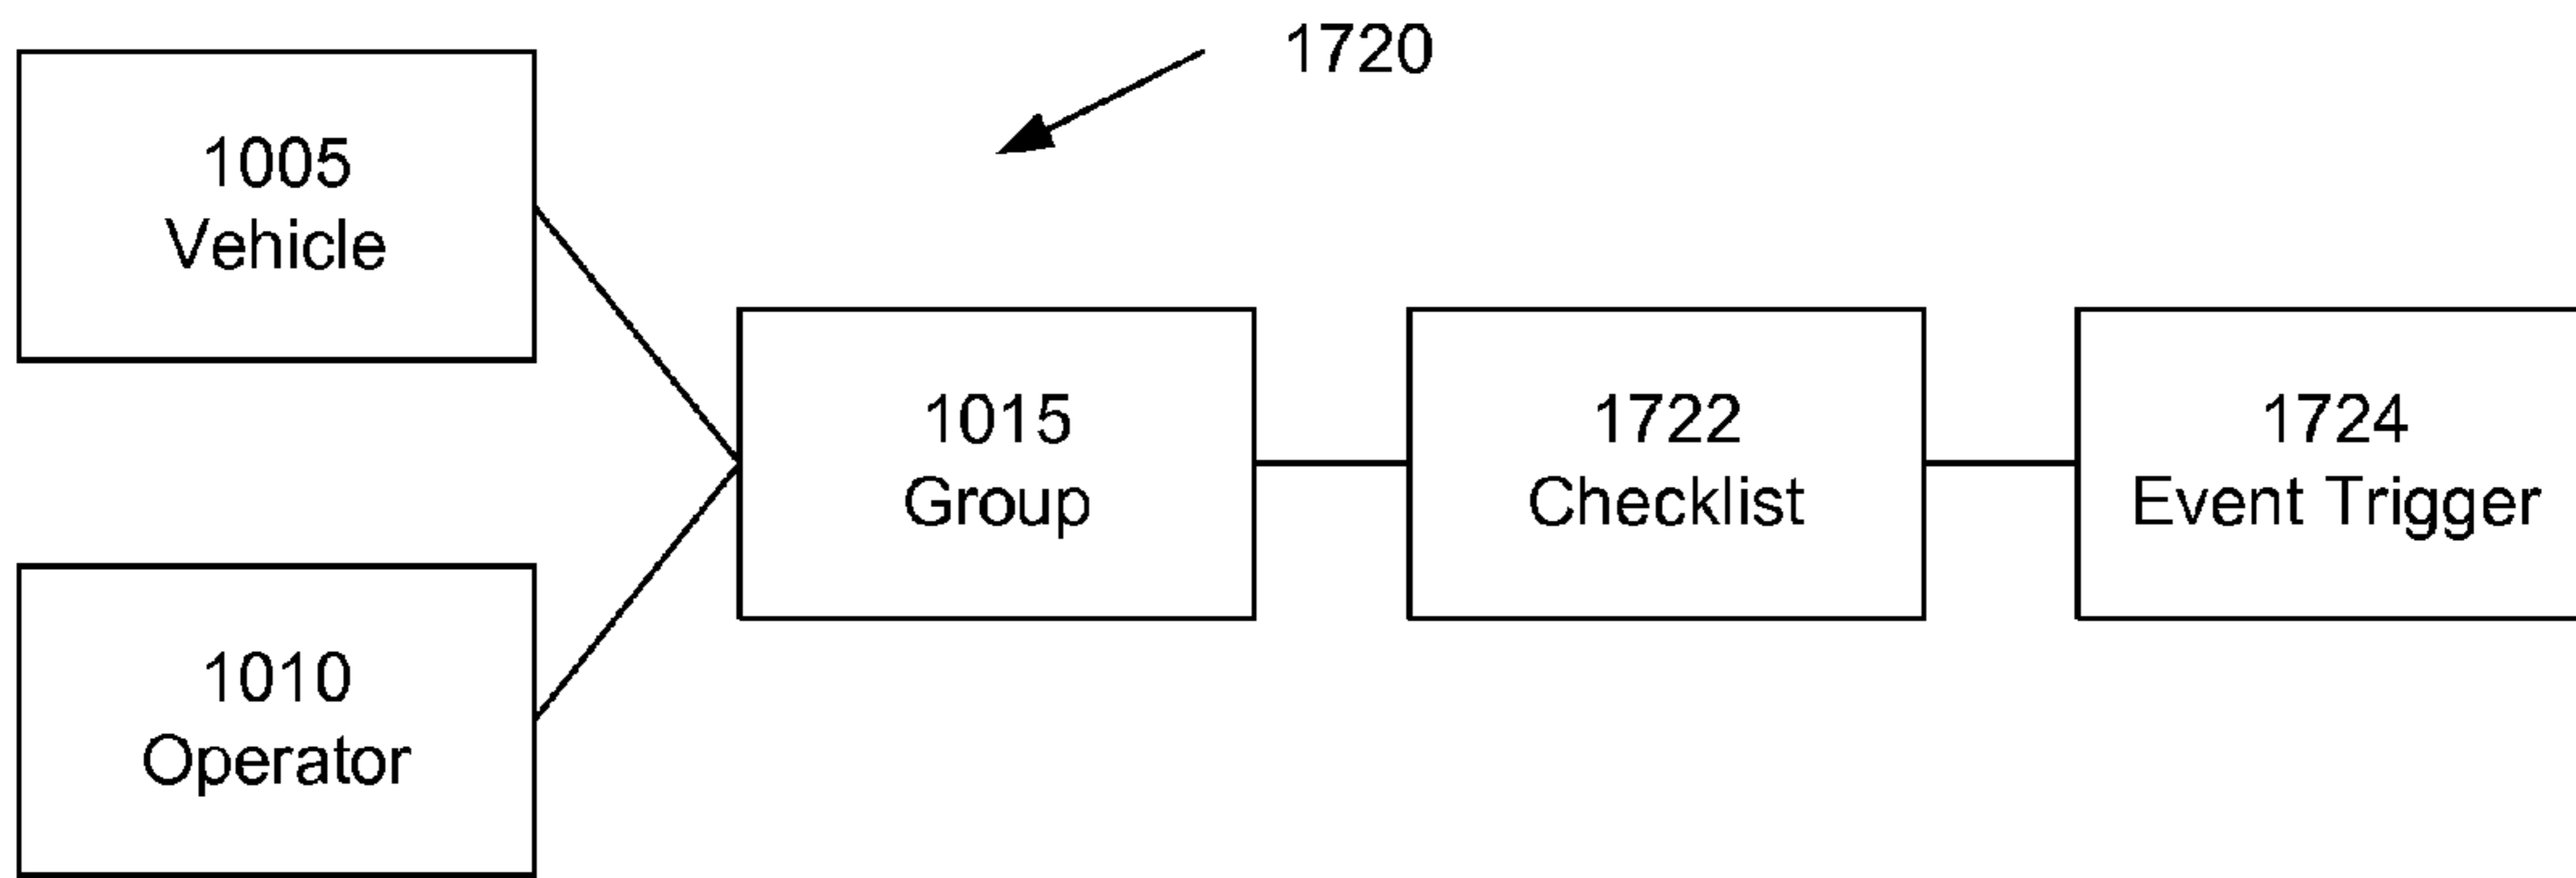 1720
1005
Vehicle
1015
Group
1722
Checklist
1724
Event Trigger
1010
Operator